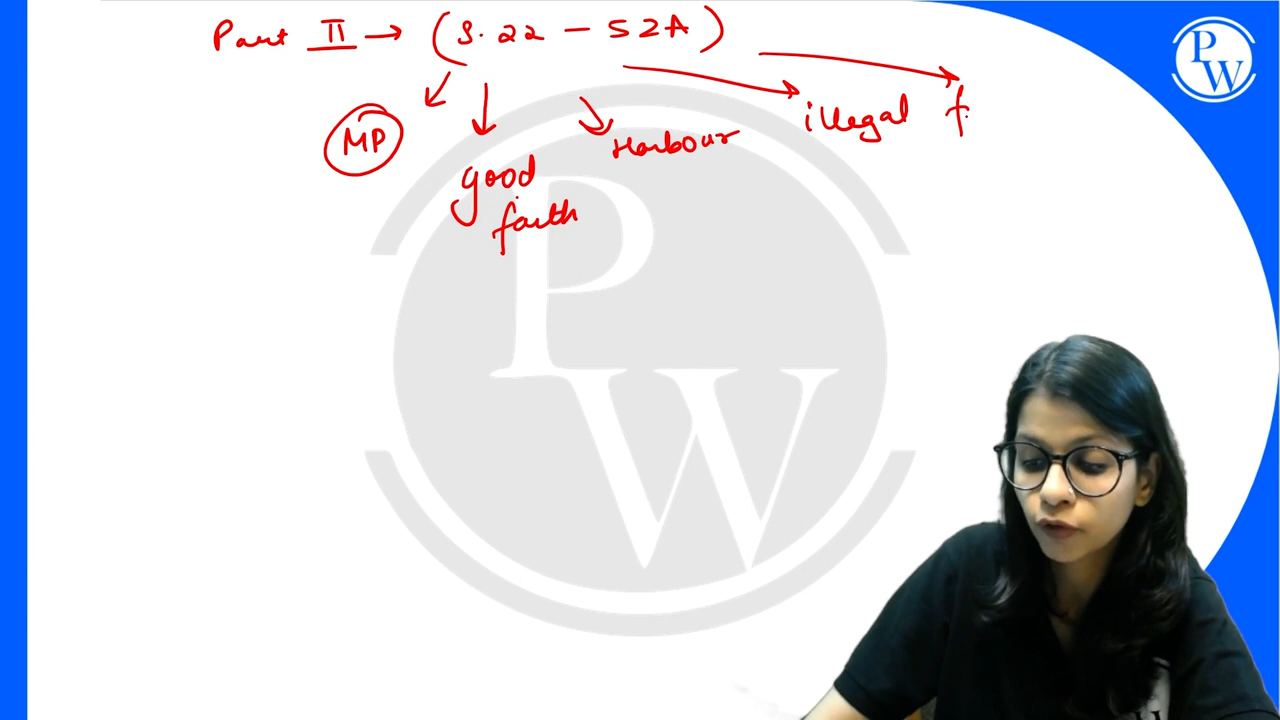 Part II → (S. 22 – 52A)
MP
good
faith
Harbour
illegal
f
P
W
P
W